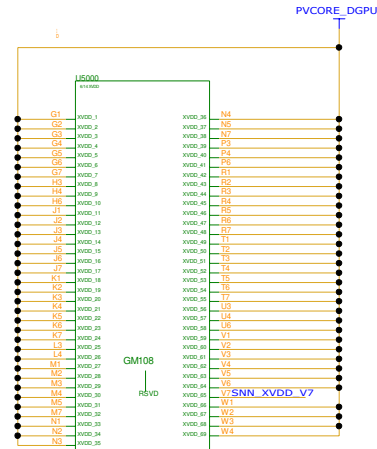 PVCORE_DGPU
U5000
G1 XVDD_1 XVDD_36 N4
G2 XVDD_2 XVDD_37 N5
G3 XVDD_3 XVDD_38 N7
G4 XVDD_4 XVDD_39 P3
G5 XVDD_5 XVDD_40 P4
G6 XVDD_6 XVDD_41 P6
G7 XVDD_7 XVDD_42 R1
H3 XVDD_8 XVDD_43 R2
H4 XVDD_9 XVDD_44 R3
H6 XVDD_10 XVDD_45 R4
J1 XVDD_11 XVDD_46 R5
J2 XVDD_12 XVDD_47 R6
J3 XVDD_13 XVDD_48 R7
J4 XVDD_14 XVDD_49 T1
J5 XVDD_15 XVDD_50 T2
J6 XVDD_16 XVDD_51 T3
J7 XVDD_17 XVDD_52 T4
K1 XVDD_18 XVDD_53 T5
K2 XVDD_19 XVDD_54 T6
K3 XVDD_20 XVDD_55 T7
K4 XVDD_21 XVDD_56 U3
K5 XVDD_22 XVDD_57 U4
K6 XVDD_23 XVDD_58 U6
K7 XVDD_24 XVDD_59 V1
L3 XVDD_25 XVDD_60 V2
L4 XVDD_26 XVDD_61 V3
GM108
M1 XVDD_27 XVDD_62 V4
M2 XVDD_28 XVDD_63 V5
M3 XVDD_29 XVDD_64 V6
RSVD
M4 XVDD_30 XVDD_65 V7 SNN_XVDD_V7
M5 XVDD_31 XVDD_66 W1
M7 XVDD_32 XVDD_67 W2
N1 XVDD_33 XVDD_68 W3
N2 XVDD_34 XVDD_69 W4
N3 XVDD_35